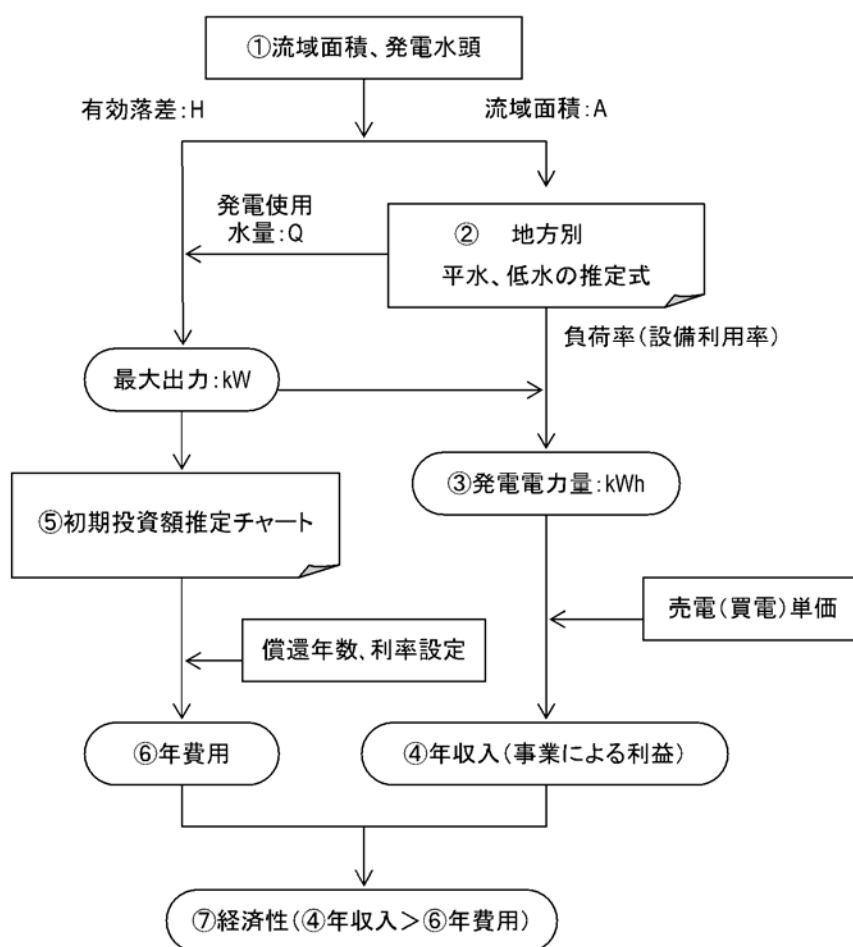 ①流域面積、発電水頭
有効落差:H
流域面積:A
発電使用
水量:Q
② 地方別
平水、低水の推定式
負荷率(設備利用率)
最大出力:kW
③発電電力量:kWh
⑤初期投資額推定チャート
売電(買電)単価
償還年数、利率設定
⑥年費用
④年収入(事業による利益)
⑦経済性(④年収入>⑥年費用)